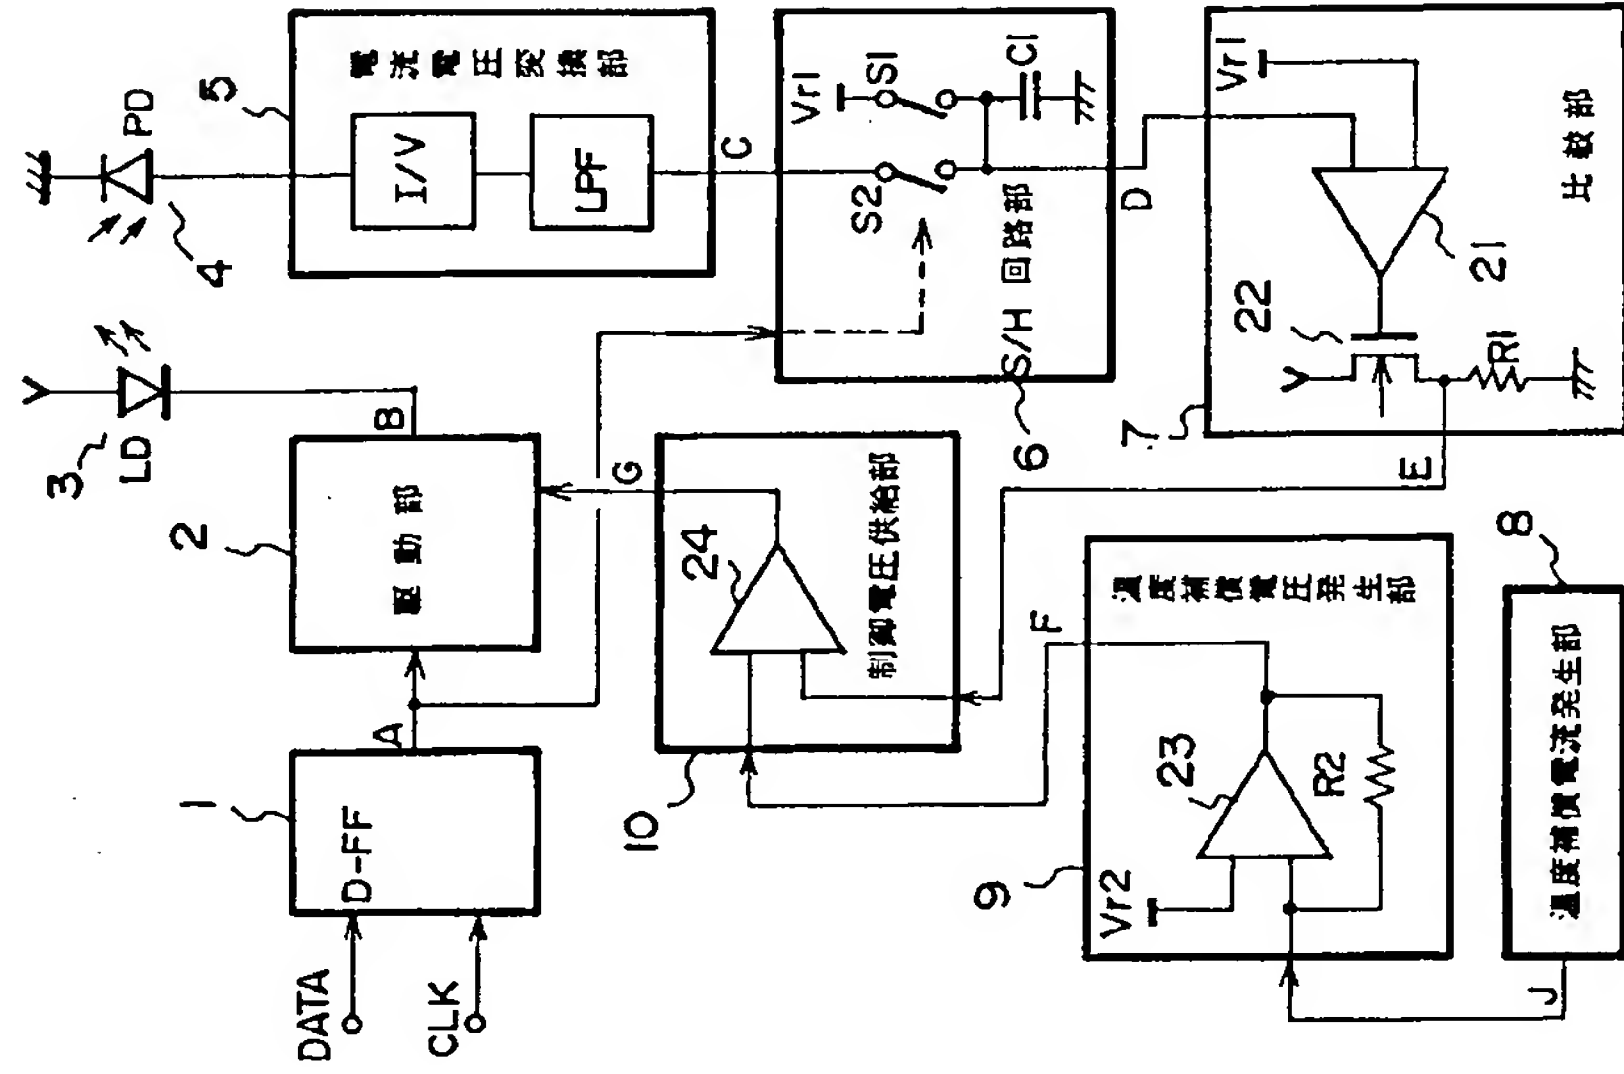 DATA
CLK
1
D-FF
A
2
駆動部
B
3
LD
4
PD
5
電流電圧変換部
I/V
LPF
C
6
S/H 回路部
S2
S1
Vr1
C1
D
7
比較部
Vr1
21
22
R1
E
10
制御電圧供給部
24
G
F
9
温度補償電圧発生部
Vr2
23
R2
8
温度補償電流発生部
J